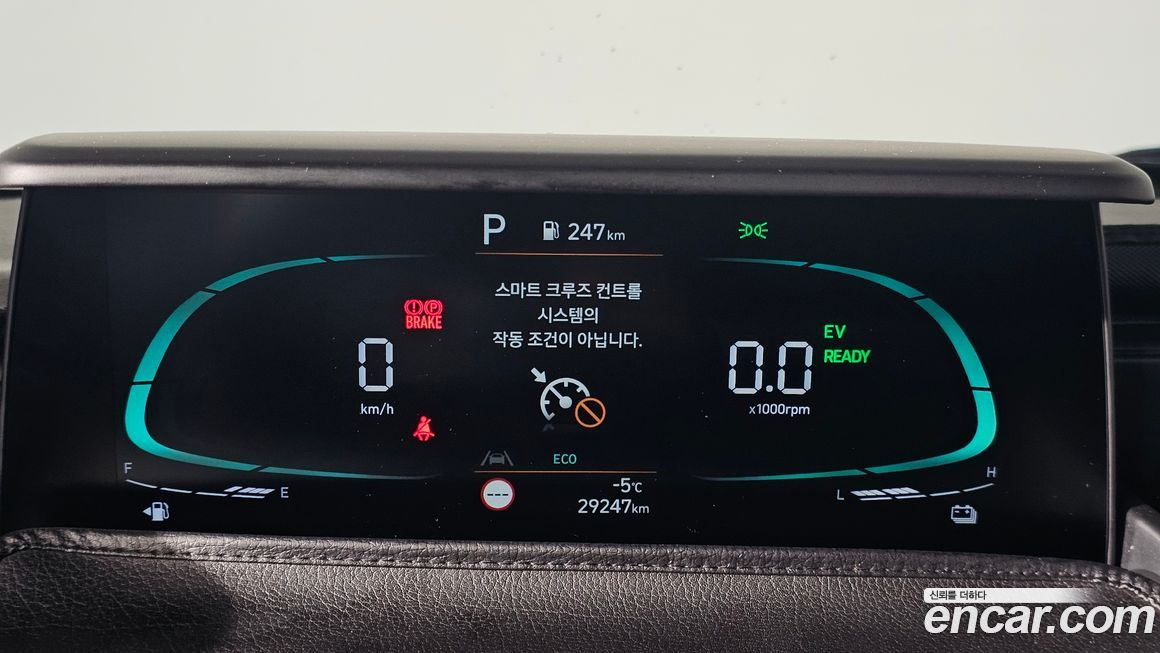 P 247 km
스마트 크루즈 컨트롤
시스템의
작동 조건이 아닙니다.
BRAKE
0
km/h
EV
READY
0.0
x1000rpm
ECO
F
E
---
-5℃
29247km
L
H
신뢰를 더하다
encar.com